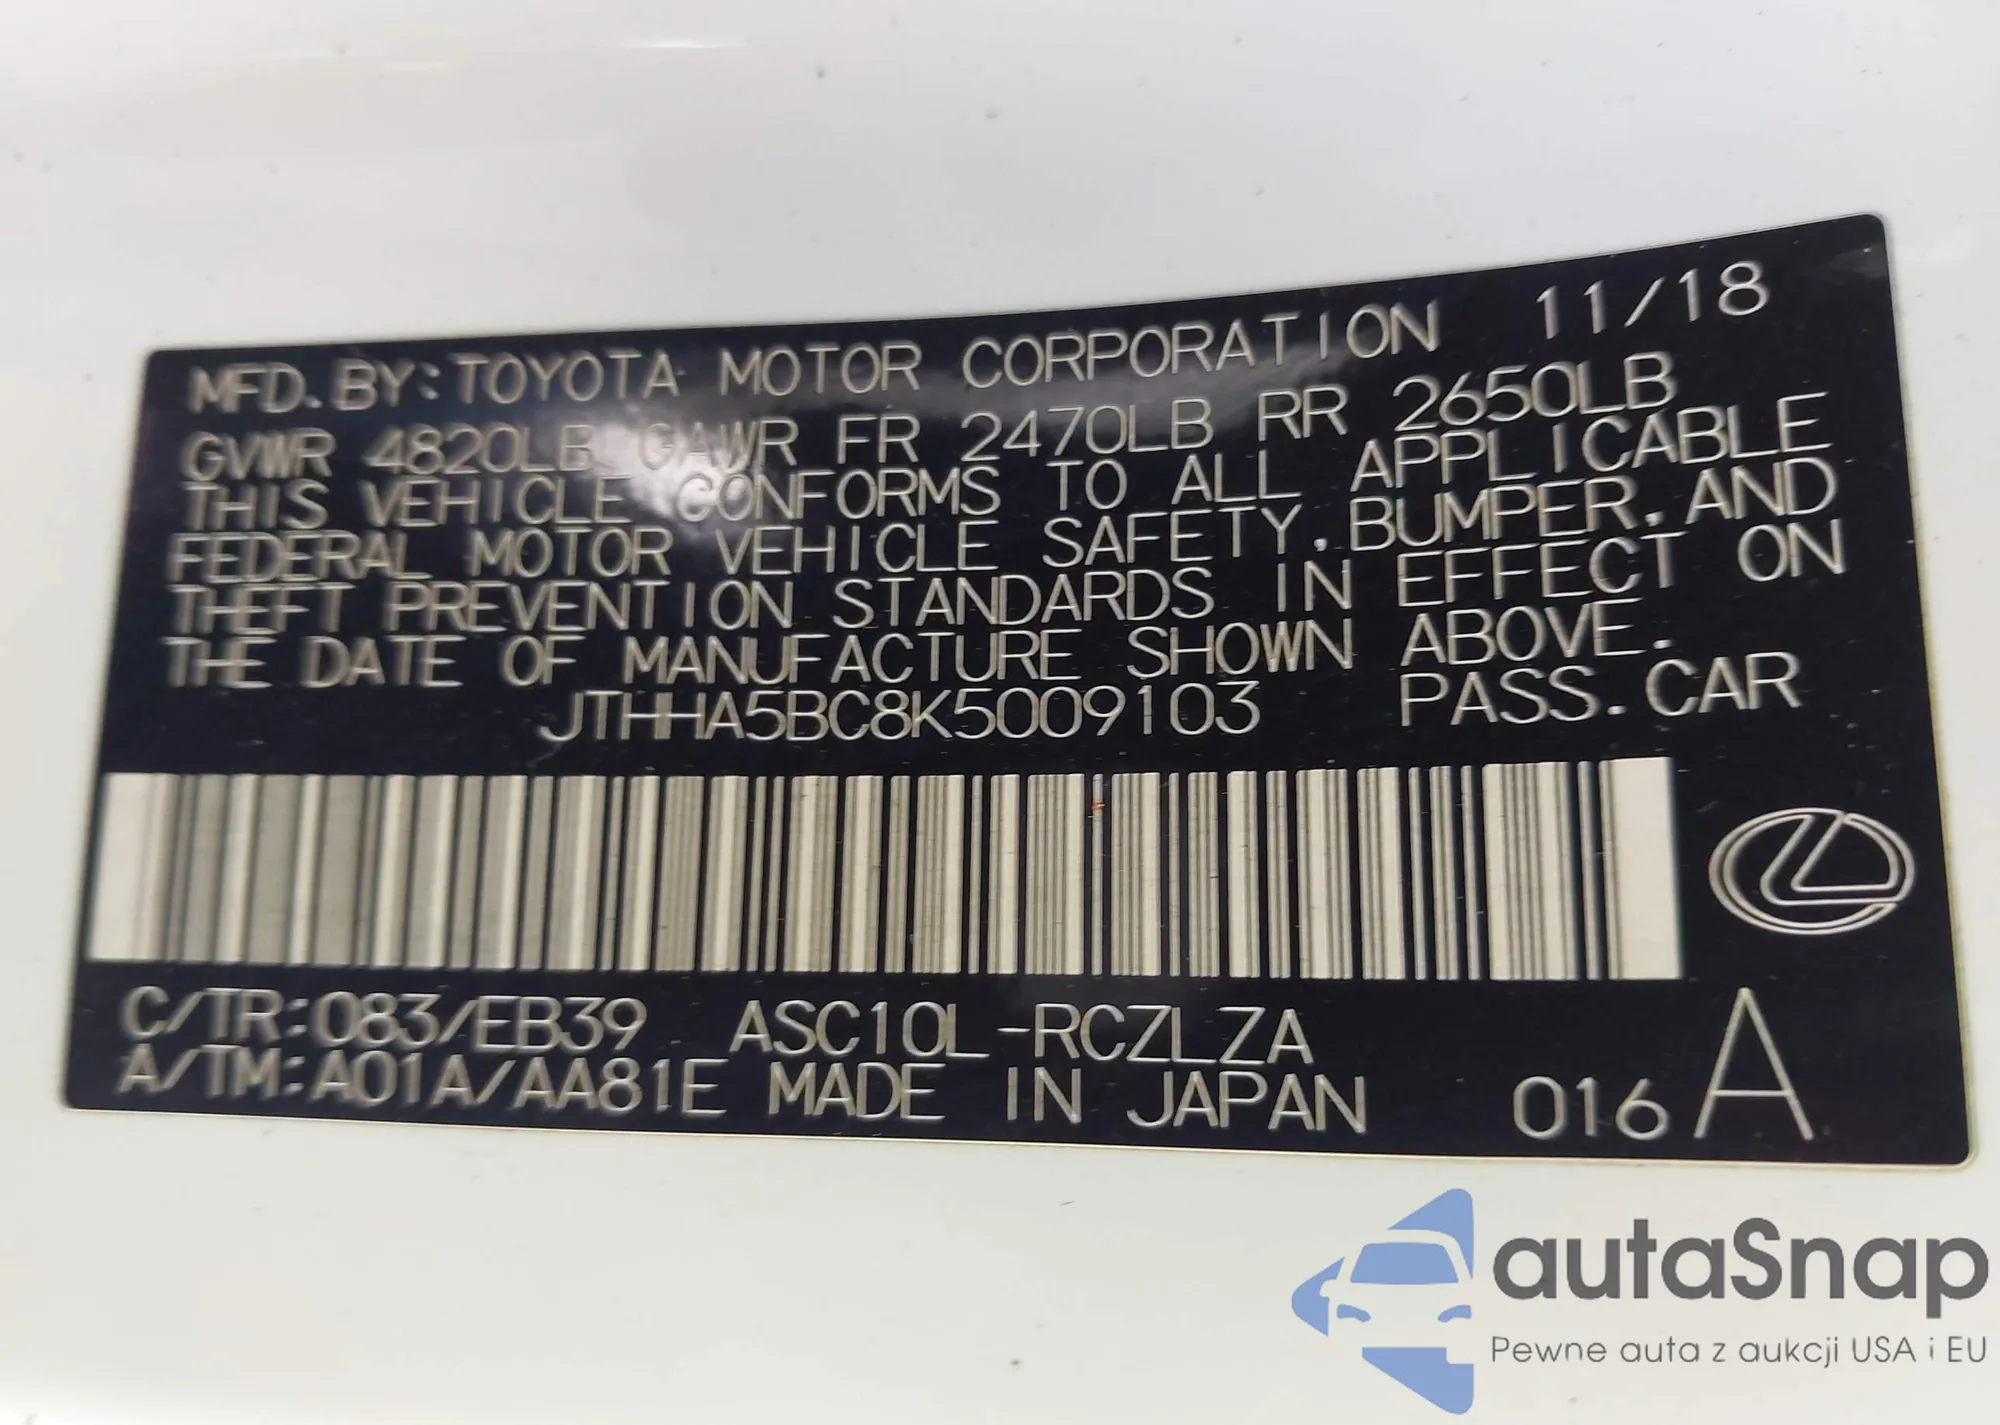 MFD. BY: TOYOTA MOTOR CORPORATION 11/18
GVWR 4820LB GAWR FR 2470LB RR 2650LB
THIS VEHICLE CONFORMS TO ALL APPLICABLE
FEDERAL MOTOR VEHICLE SAFETY, BUMPER, AND
THEFT PREVENTION STANDARDS IN EFFECT ON
THE DATE OF MANUFACTURE SHOWN ABOVE.
JTHHA5BC8K5009103 PASS. CAR
C/TR: 083/EB39 ASC10L-RCZLZA
A/TM: A01A/AA81E MADE IN JAPAN 016 A
autaSnap
Pewne auta z aukcji USA i EU